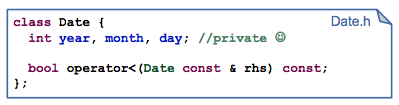 Date.h
class Date {
int year, month, day; //private ☺
bool operator<(Date const & rhs) const;
};